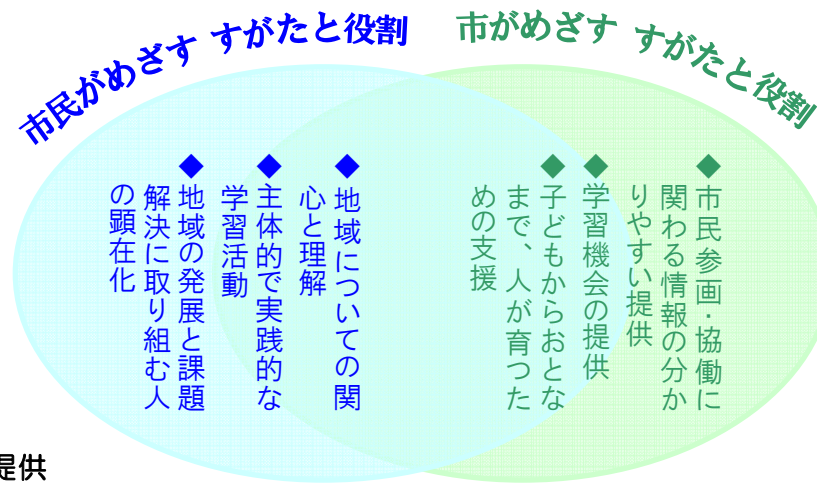 市民がめざす すがたと役割
市がめざす すがたと役割
◆市民参画・協働に
関わる情報の分か
りやすい提供
◆学習機会の提供
◆子どもからおとな
まで、人が育つた
めの支援
◆地域についての関
心と理解
◆主体的で実践的な
学習活動
◆地域の発展と課題
解決に取り組む人
の顕在化
提供